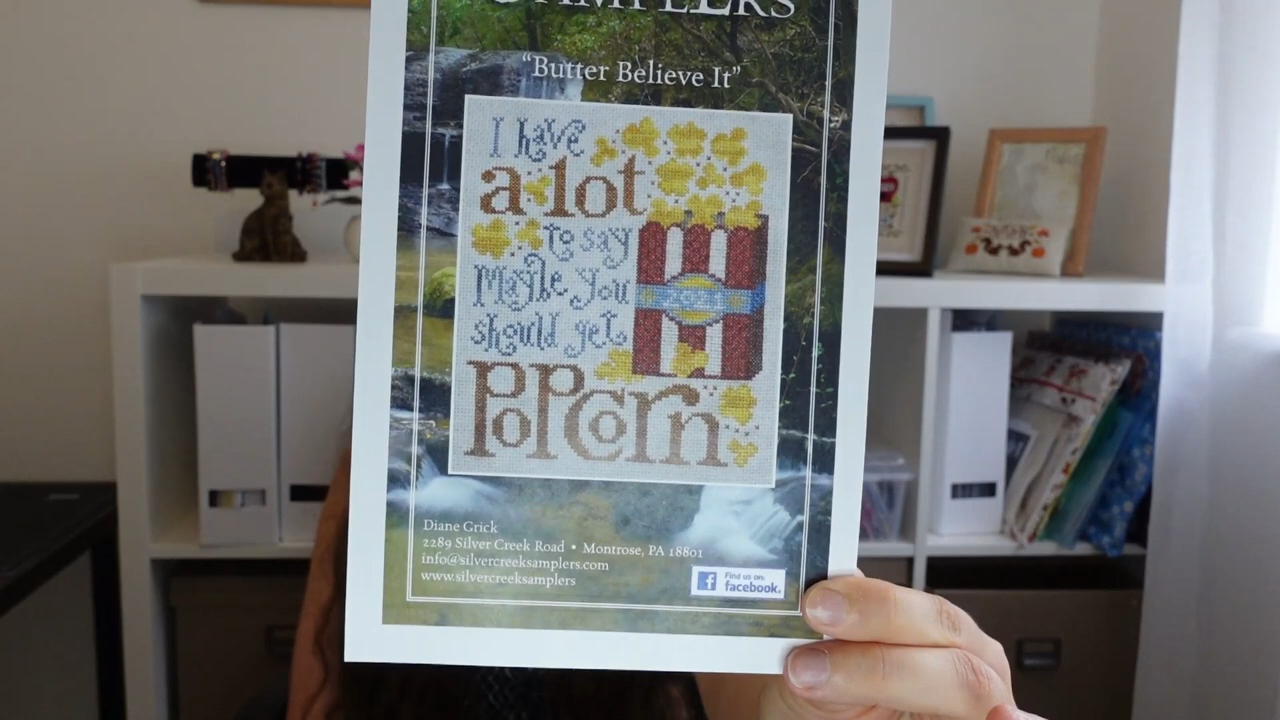 SAMPLERS
"Butter Believe It"
I have
a lot
to say
Maybe you
should get
PoPCorn
Diane Grick
2289 Silver Creek Road • Montrose, PA 18801
info@silvercreeksamplers.com
www.silvercreeksamplers
Find us on:
facebook.